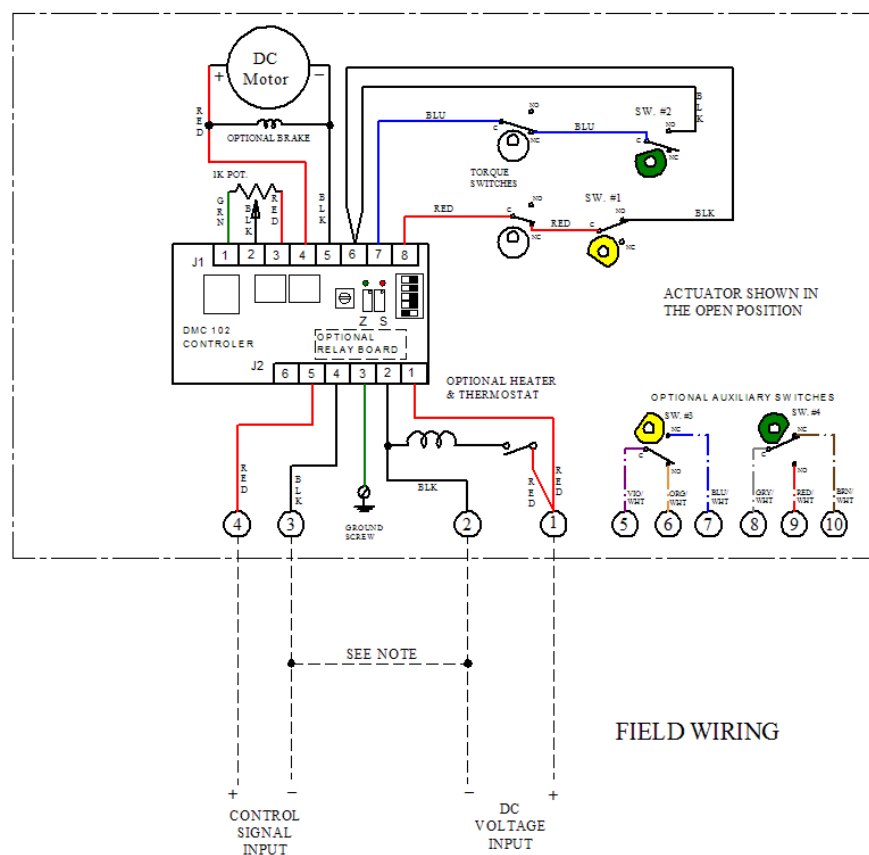 DC
Motor
+
−
RED
OPTIONAL BRAKE
1K POT.
GRN
BLK
RED
BLK
J1
1 2 3 4 5 6 7 8
BLU
C
NO
NC
BLU
SW. #2
NO
C
NC
BLK
TORQUE
SWITCHES
RED
C
NO
NC
RED
SW. #1
NO
C
NC
BLK
ACTUATOR SHOWN IN
THE OPEN POSITION
Z S
DMC 102
CONTROLER
OPTIONAL
RELAY BOARD
J2
6 5 4 3 2 1
OPTIONAL HEATER
& THERMOSTAT
RED
BLK
BLK
RED
RED
GROUND
SCREW
4 3 2 1
OPTIONAL AUXILIARY SWITCHES
SW. #3
NC
C
NO
SW. #4
NC
C
NO
VIO/
WHT
ORG/
WHT
BLU/
WHT
GRY/
WHT
RED/
WHT
BRN/
WHT
5 6 7 8 9 10
SEE NOTE
FIELD WIRING
+
−
−
+
CONTROL
SIGNAL
INPUT
DC
VOLTAGE
INPUT